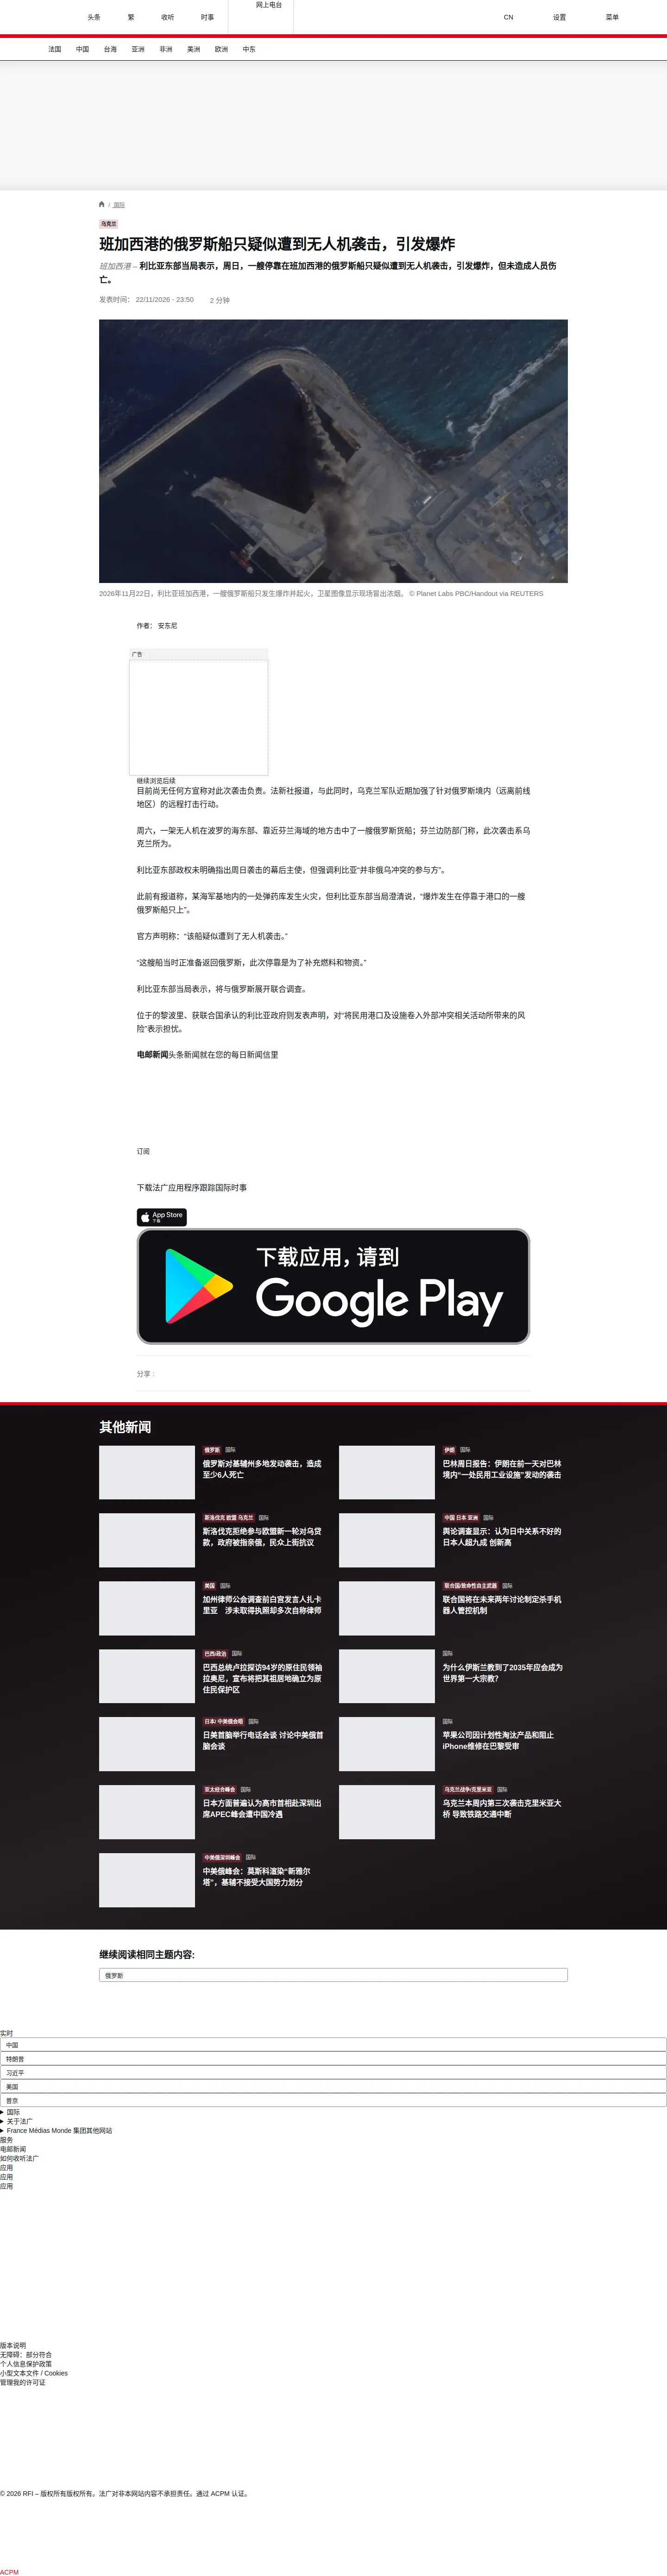 头条
繁
收听
时事
网上电台
CN
设置
菜单
法国
中国
台海
亚洲
非洲
美洲
欧洲
中东
/ 国际
乌克兰
班加西港的俄罗斯船只疑似遭到无人机袭击，引发爆炸
班加西港 – 利比亚东部当局表示，周日，一艘停靠在班加西港的俄罗斯船只疑似遭到无人机袭击，引发爆炸，但未造成人员伤
亡。
发表时间： 22/11/2026 - 23:50
2 分钟
2026年11月22日，利比亚班加西港，一艘俄罗斯船只发生爆炸并起火，卫星图像显示现场冒出浓烟。 © Planet Labs PBC/Handout via REUTERS
作者： 安东尼
广告
继续浏览后续
目前尚无任何方宣称对此次袭击负责。法新社报道，与此同时，乌克兰军队近期加强了针对俄罗斯境内（远离前线
地区）的远程打击行动。
周六，一架无人机在波罗的海东部、靠近芬兰海域的地方击中了一艘俄罗斯货船；芬兰边防部门称，此次袭击系乌
克兰所为。
利比亚东部政权未明确指出周日袭击的幕后主使，但强调利比亚“并非俄乌冲突的参与方”。
此前有报道称，某海军基地内的一处弹药库发生火灾，但利比亚东部当局澄清说，“爆炸发生在停靠于港口的一艘
俄罗斯船只上”。
官方声明称：“该船疑似遭到了无人机袭击。”
“这艘船当时正准备返回俄罗斯，此次停靠是为了补充燃料和物资。”
利比亚东部当局表示，将与俄罗斯展开联合调查。
位于的黎波里、获联合国承认的利比亚政府则发表声明，对“将民用港口及设施卷入外部冲突相关活动所带来的风
险”表示担忧。
电邮新闻头条新闻就在您的每日新闻信里
订阅
下载法广应用程序跟踪国际时事
App Store
下载
下载应用，请到
Google Play
分享 :
其他新闻
俄罗斯 国际
俄罗斯对基辅州多地发动袭击，造成
至少6人死亡
伊朗 国际
巴林周日报告：伊朗在前一天对巴林
境内“一处民用工业设施”发动的袭击
斯洛伐克 欧盟 乌克兰 国际
斯洛伐克拒绝参与欧盟新一轮对乌贷
款，政府被指亲俄，民众上街抗议
中国 日本 亚洲 国际
舆论调查显示：认为日中关系不好的
日本人超九成 创新高
美国 国际
加州律师公会调查前白宫发言人扎卡
里亚　涉未取得执照却多次自称律师
联合国/致命性自主武器 国际
联合国将在未来两年讨论制定杀手机
器人管控机制
巴西/政治 国际
巴西总统卢拉探访94岁的原住民领袖
拉奥尼，宣布将把其祖居地确立为原
住民保护区
国际
为什么伊斯兰教到了2035年应会成为
世界第一大宗教？
日本/ 中美俄会晤 国际
日美首脑举行电话会谈 讨论中美俄首
脑会谈
国际
苹果公司因计划性淘汰产品和阻止
iPhone维修在巴黎受审
亚太经合峰会 国际
日本方面普遍认为高市首相赴深圳出
席APEC峰会遭中国冷遇
乌克兰战争/克里米亚 国际
乌克兰本周内第三次袭击克里米亚大
桥 导致铁路交通中断
中美俄深圳峰会 国际
中美俄峰会：莫斯科渲染“新雅尔
塔”，基辅不接受大国势力划分
继续阅读相同主题内容:
俄罗斯
实时
中国
特朗普
习近平
美国
普京
国际
关于法广
France Médias Monde 集团其他网站
服务
电邮新闻
如何收听法广
应用
应用
应用
版本说明
无障碍：部分符合
个人信息保护政策
小型文本文件 / Cookies
管理我的许可证
© 2026 RFI – 版权所有版权所有。法广对非本网站内容不承担责任。通过 ACPM 认证。
ACPM